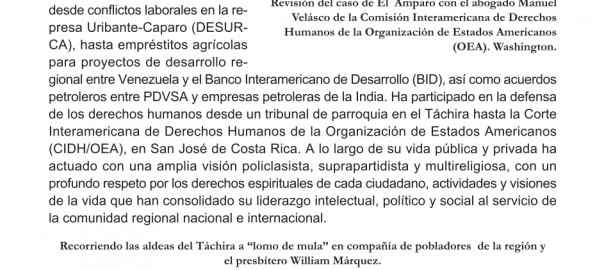 desde conflictos laborales en la re-
presa Uribante-Caparo (DESUR-
CA), hasta empréstitos agrícolas
para proyectos de desarrollo re-
Revisión del caso de El Amparo con el abogado Manuel
Velásco de la Comisión Interamericana de Derechos
Humanos de la Organización de Estados Americanos
(OEA). Washington.
gional entre Venezuela y el Banco Interamericano de Desarrollo (BID), así como acuerdos
petroleros entre PDVSA y empresas petroleras de la India. Ha participado en la defensa
de los derechos humanos desde un tribunal de parroquia en el Táchira hasta la Corte
Interamericana de Derechos Humanos de la Organización de Estados Americanos
(CIDH/OEA), en San José de Costa Rica. A lo largo de su vida pública y privada ha
actuado con una amplia visión policlasista, suprapartidista y multireligiosa, con un
profundo respeto por los derechos espirituales de cada ciudadano, actividades y visiones
de la vida que han consolidado su liderazgo intelectual, político y social al servicio de
la comunidad regional nacional e internacional.
Recorriendo las aldeas del Táchira a “lomo de mula” en compañía de pobladores de la región y
el presbítero William Márquez.